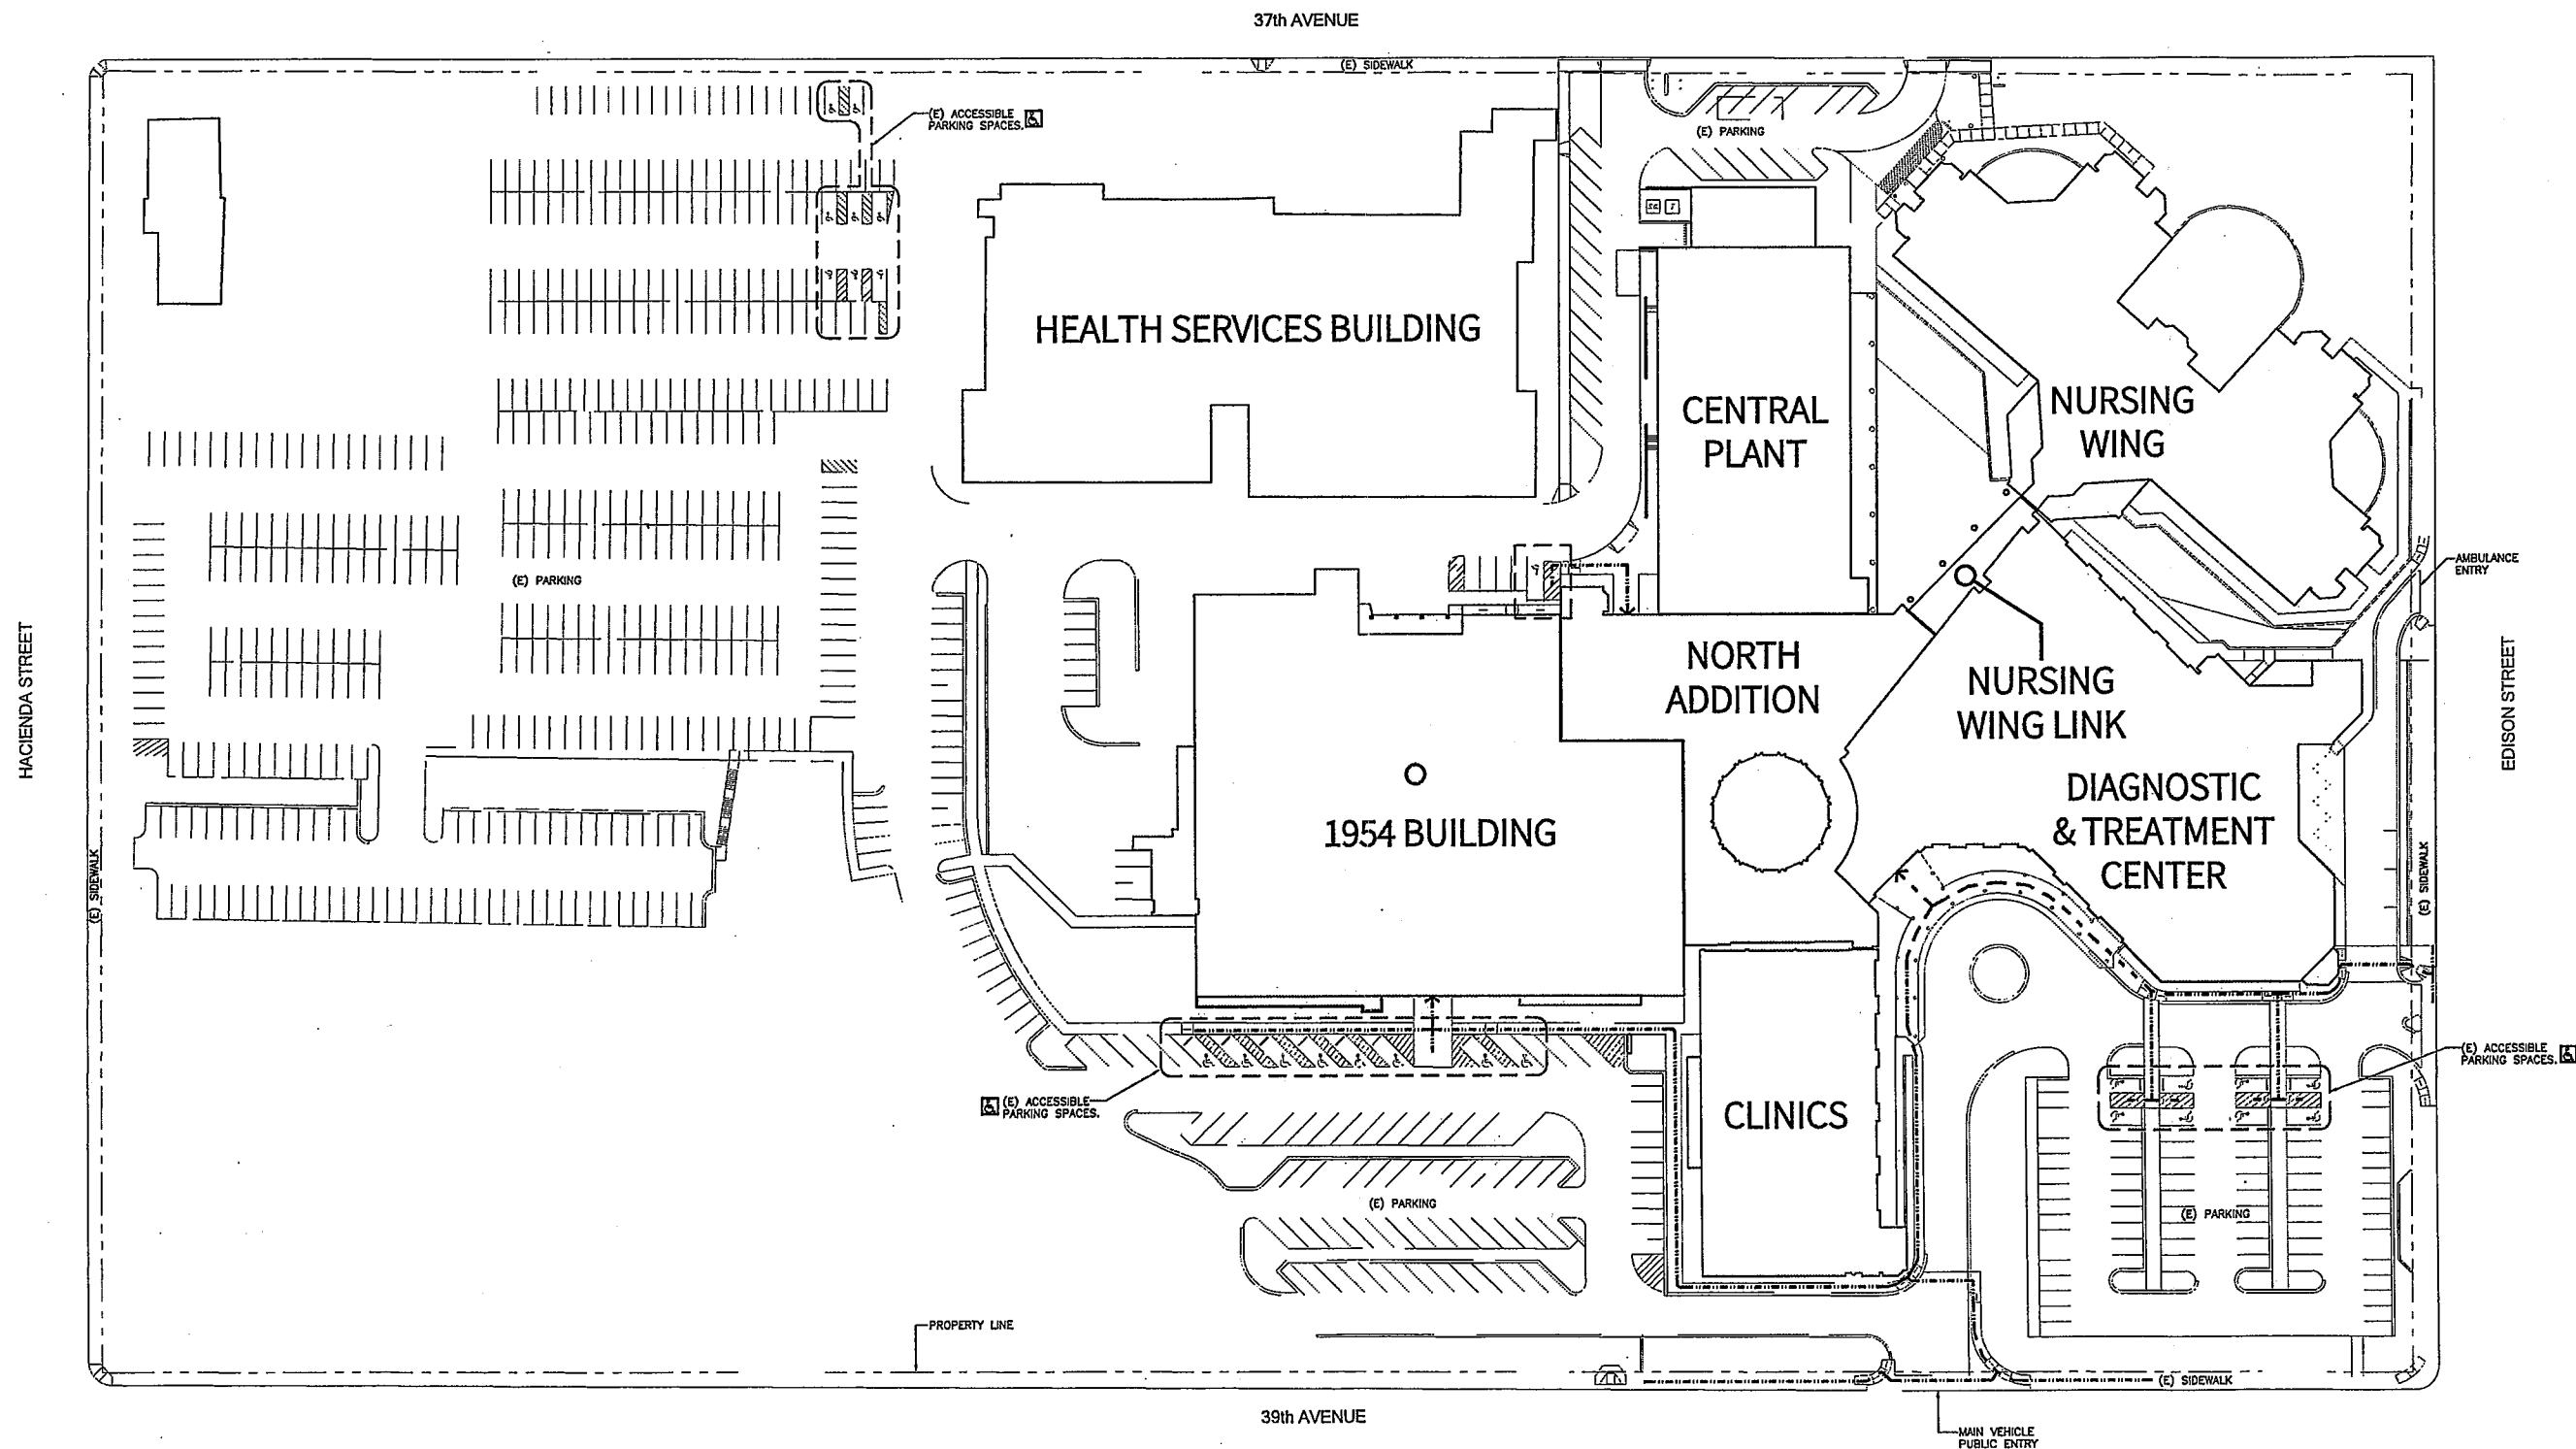 37th AVENUE
(E) SIDEWALK
(E) ACCESSIBLE
PARKING SPACES.
(E) PARKING
HEALTH SERVICES BUILDING
CENTRAL
PLANT
NURSING
WING
AMBULANCE
ENTRY
(E) PARKING
HACIENDA STREET
EDISON STREET
NORTH
ADDITION
NURSING
WING LINK
DIAGNOSTIC
& TREATMENT
CENTER
1954 BUILDING
(E) SIDEWALK
(E) SIDEWALK
(E) ACCESSIBLE
PARKING SPACES.
(E) ACCESSIBLE
PARKING SPACES.
CLINICS
(E) PARKING
(E) PARKING
PROPERTY LINE
(E) SIDEWALK
39th AVENUE
MAIN VEHICLE
PUBLIC ENTRY